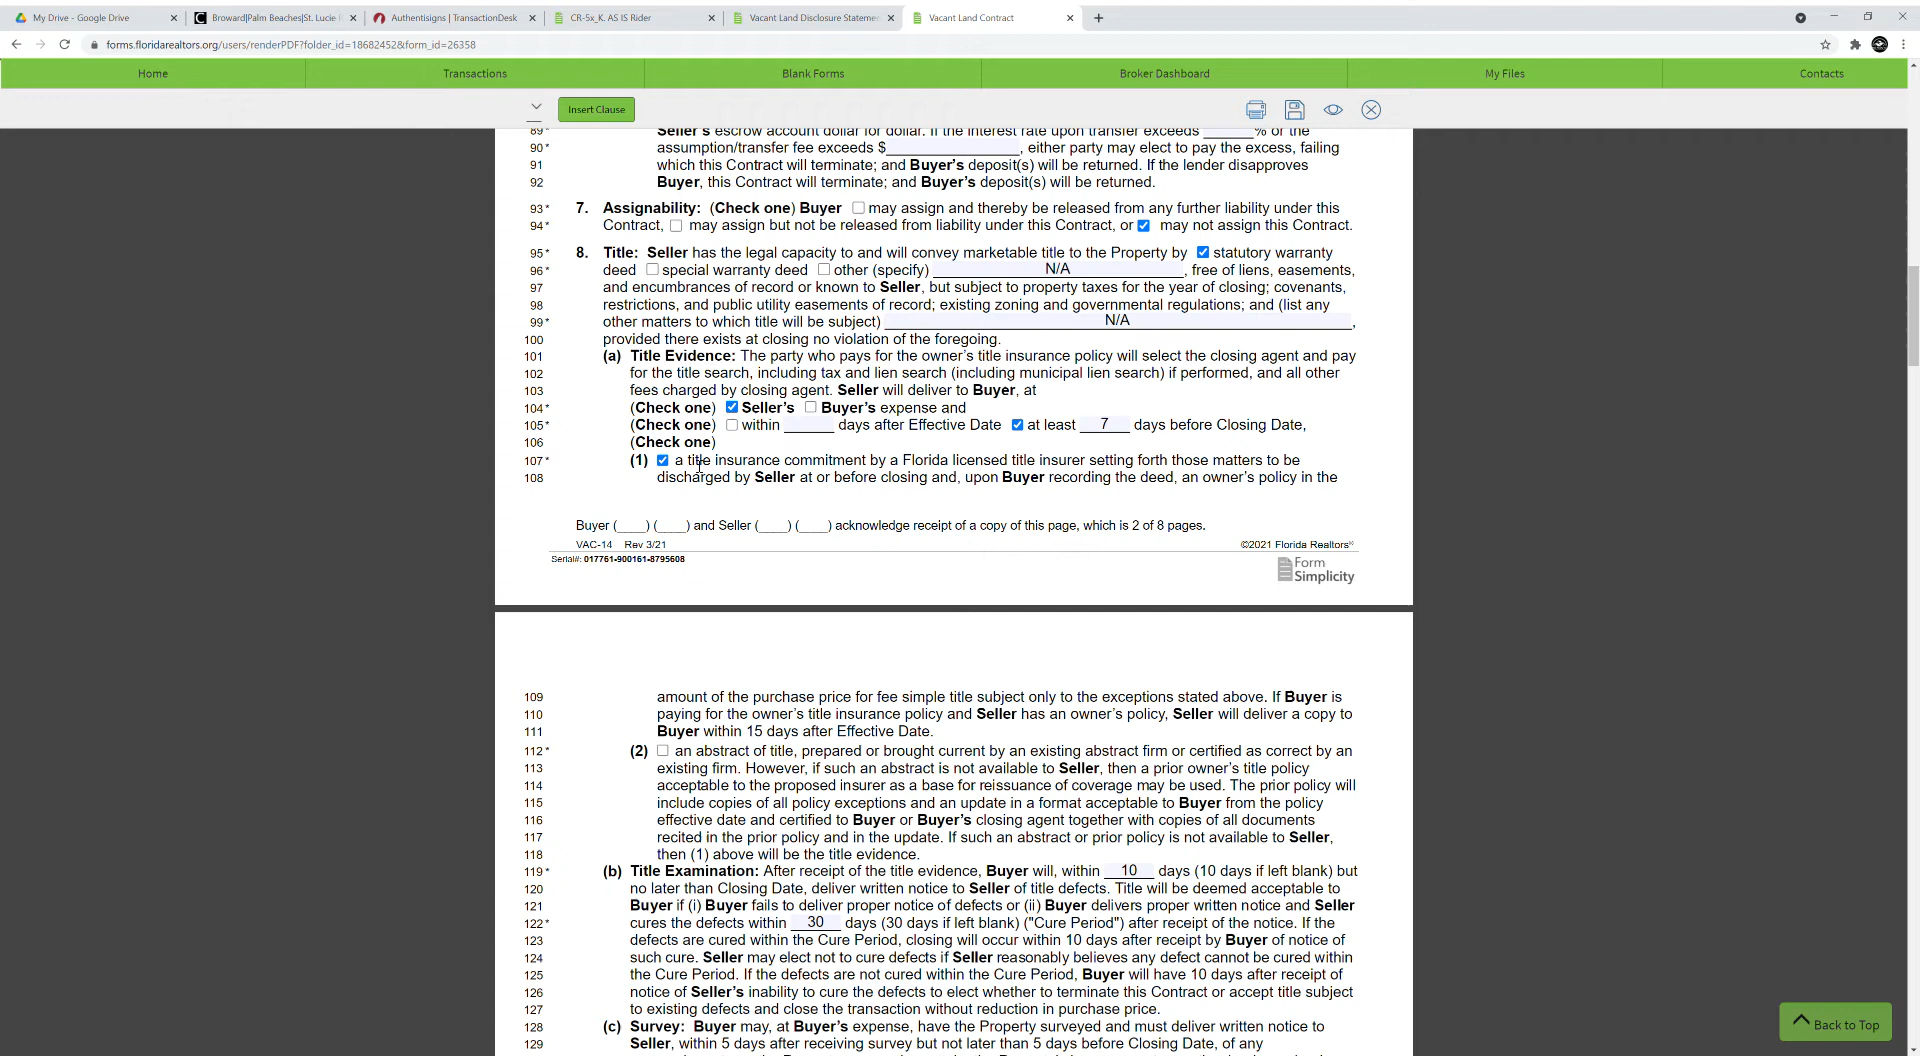 My Drive - Google Drive
Broward|Palm Beaches|St. Lucie
Authentisigns | TransactionDesk
CR-5x_K. AS IS Rider
Vacant Land Disclosure Statemen
Vacant Land Contract
forms.floridarealtors.org/users/renderPDF?folder_id=18682452&form_id=26358
Home Transactions Blank Forms Broker Dashboard My Files Contacts
Insert Clause
89* Seller's escrow account dollar for dollar. If the interest rate upon transfer exceeds ______% or the
90* assumption/transfer fee exceeds $________________, either party may elect to pay the excess, failing
91 which this Contract will terminate; and Buyer's deposit(s) will be returned. If the lender disapproves
92 Buyer, this Contract will terminate; and Buyer's deposit(s) will be returned.
93* 7. Assignability: (Check one) Buyer ☐ may assign and thereby be released from any further liability under this
94* Contract, ☐ may assign but not be released from liability under this Contract, or ☑ may not assign this Contract.
95* 8. Title: Seller has the legal capacity to and will convey marketable title to the Property by ☑ statutory warranty
96* deed ☐ special warranty deed ☐ other (specify) N/A, free of liens, easements,
97 and encumbrances of record or known to Seller, but subject to property taxes for the year of closing; covenants,
98 restrictions, and public utility easements of record; existing zoning and governmental regulations; and (list any
99* other matters to which title will be subject) N/A,
100 provided there exists at closing no violation of the foregoing.
101 (a) Title Evidence: The party who pays for the owner's title insurance policy will select the closing agent and pay
102 for the title search, including tax and lien search (including municipal lien search) if performed, and all other
103 fees charged by closing agent. Seller will deliver to Buyer, at
104* (Check one) ☑ Seller's ☐ Buyer's expense and
105* (Check one) ☐ within ______ days after Effective Date ☑ at least 7 days before Closing Date,
106 (Check one)
107* (1) ☑ a title insurance commitment by a Florida licensed title insurer setting forth those matters to be
108 discharged by Seller at or before closing and, upon Buyer recording the deed, an owner's policy in the
Buyer (____) (____) and Seller (____) (____) acknowledge receipt of a copy of this page, which is 2 of 8 pages.
VAC-14 Rev 3/21 ©2021 Florida Realtors®
Serial#: 017761-900161-8795608
Form
Simplicity
109 amount of the purchase price for fee simple title subject only to the exceptions stated above. If Buyer is
110 paying for the owner's title insurance policy and Seller has an owner's policy, Seller will deliver a copy to
111 Buyer within 15 days after Effective Date.
112* (2) ☐ an abstract of title, prepared or brought current by an existing abstract firm or certified as correct by an
113 existing firm. However, if such an abstract is not available to Seller, then a prior owner's title policy
114 acceptable to the proposed insurer as a base for reissuance of coverage may be used. The prior policy will
115 include copies of all policy exceptions and an update in a format acceptable to Buyer from the policy
116 effective date and certified to Buyer or Buyer's closing agent together with copies of all documents
117 recited in the prior policy and in the update. If such an abstract or prior policy is not available to Seller,
118 then (1) above will be the title evidence.
119* (b) Title Examination: After receipt of the title evidence, Buyer will, within 10 days (10 days if left blank) but
120 no later than Closing Date, deliver written notice to Seller of title defects. Title will be deemed acceptable to
121 Buyer if (i) Buyer fails to deliver proper notice of defects or (ii) Buyer delivers proper written notice and Seller
122* cures the defects within 30 days (30 days if left blank) ("Cure Period") after receipt of the notice. If the
123 defects are cured within the Cure Period, closing will occur within 10 days after receipt by Buyer of notice of
124 such cure. Seller may elect not to cure defects if Seller reasonably believes any defect cannot be cured within
125 the Cure Period. If the defects are not cured within the Cure Period, Buyer will have 10 days after receipt of
126 notice of Seller's inability to cure the defects to elect whether to terminate this Contract or accept title subject
127 to existing defects and close the transaction without reduction in purchase price.
128 (c) Survey: Buyer may, at Buyer's expense, have the Property surveyed and must deliver written notice to
129 Seller, within 5 days after receiving survey but not later than 5 days before Closing Date, of any
Back to Top